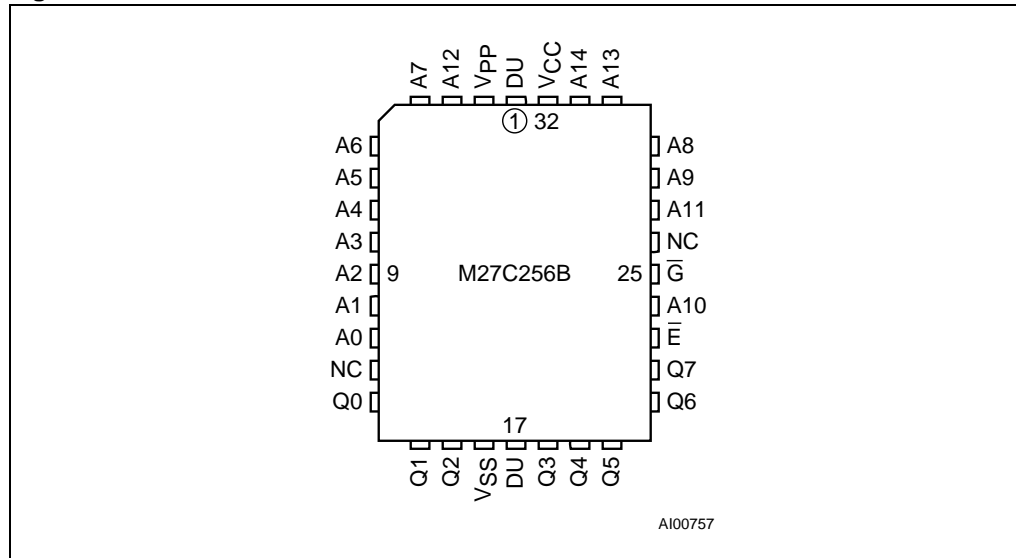 A7 A12 VPP DU VCC A14 A13
1 32
A6 A8
A5 A9
A4 A11
A3 NC
A2 9 M27C256B 25 G̅
A1 A10
A0 E̅
NC Q7
Q0 Q6
17
Q1 Q2 VSS DU Q3 Q4 Q5
AI00757